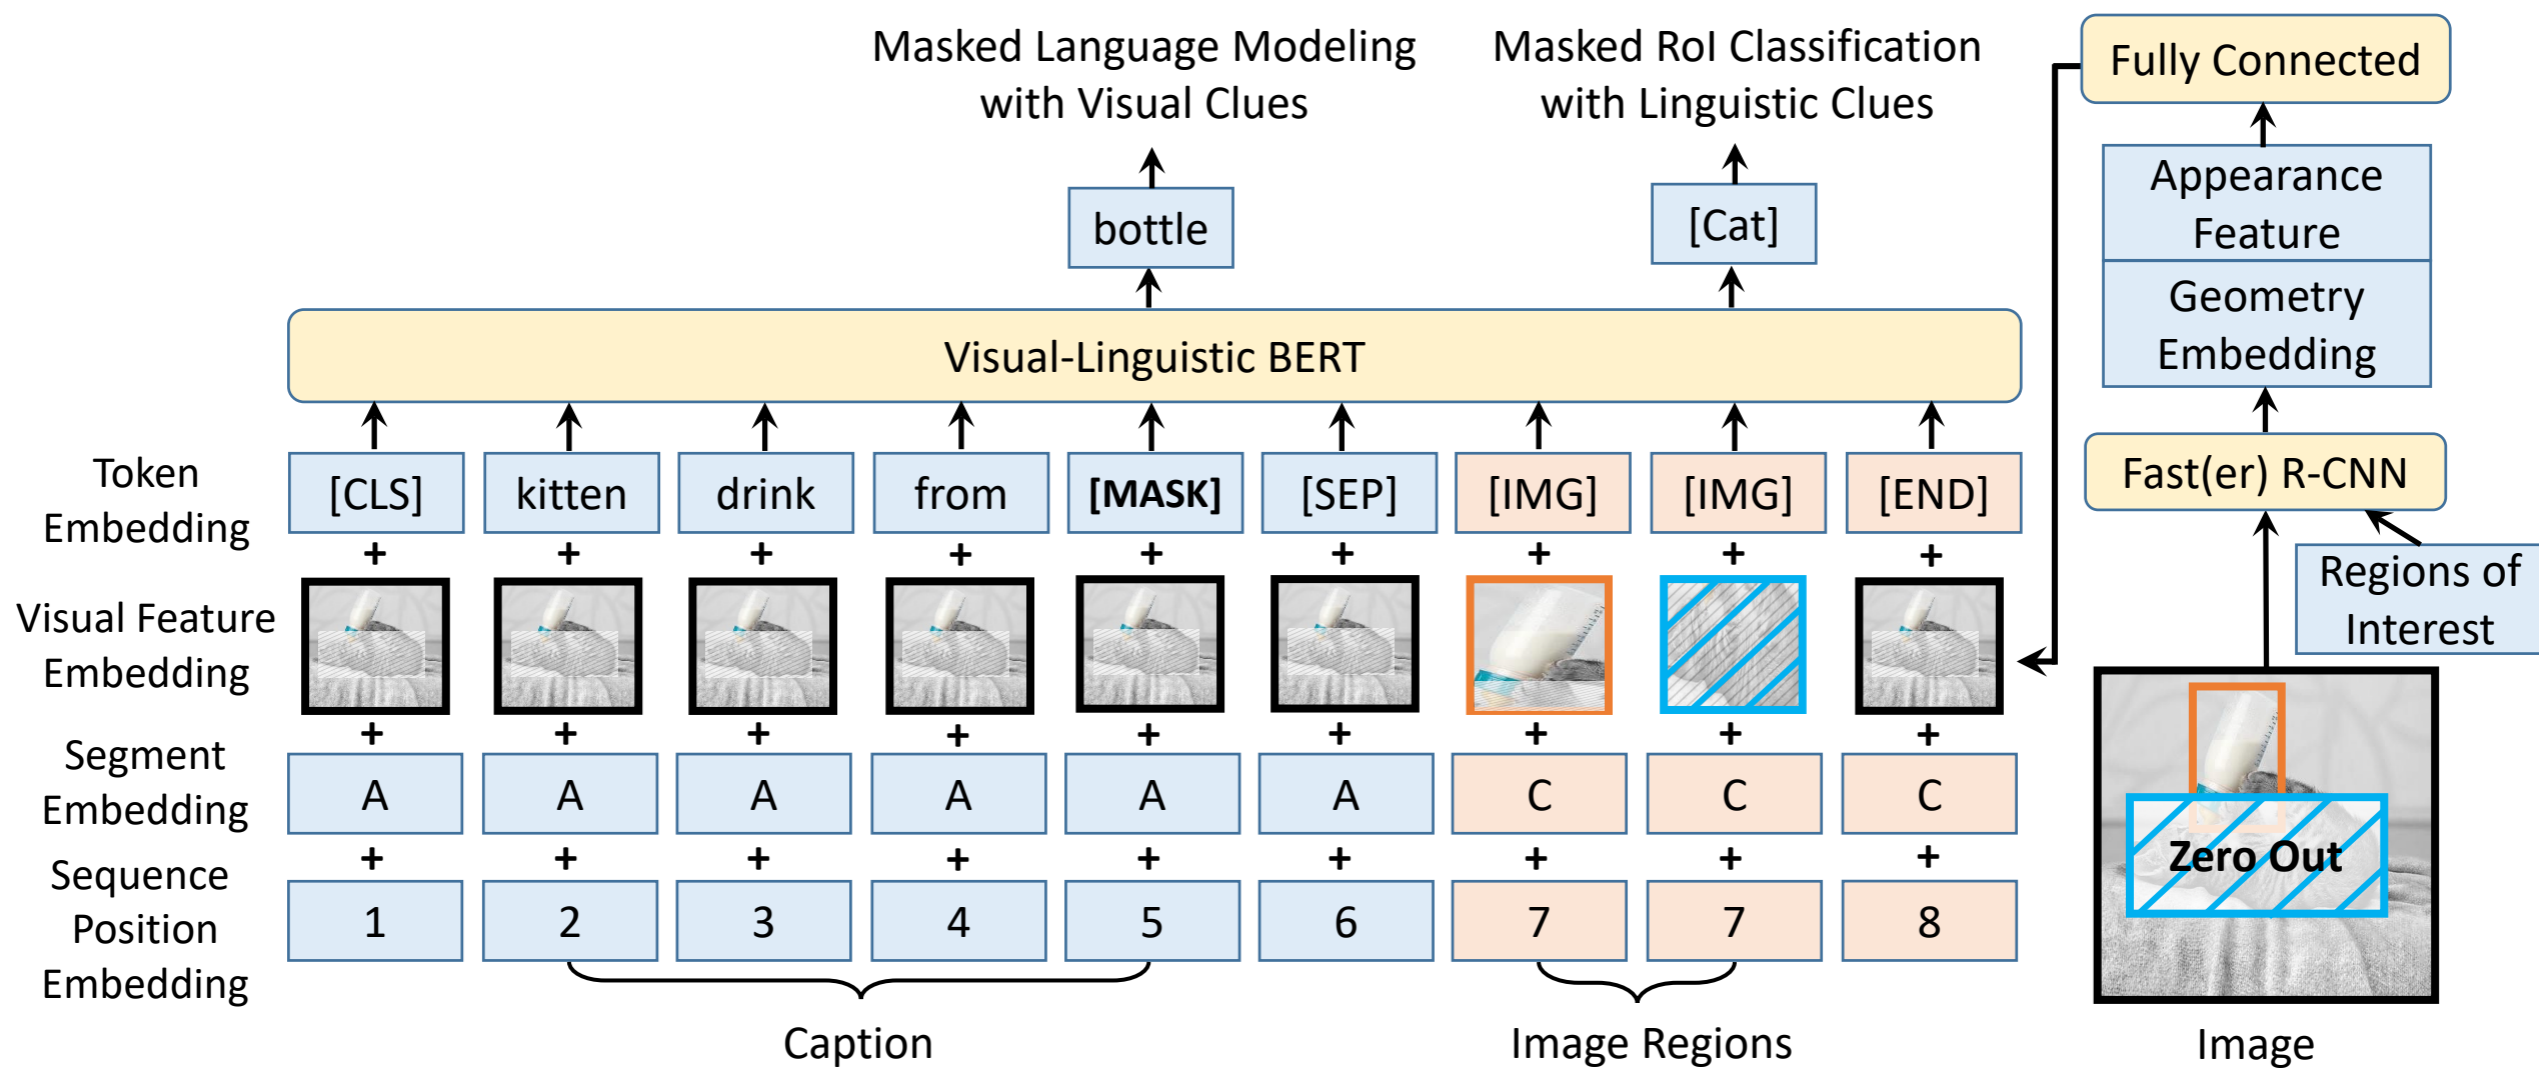 Masked Language Modeling
with Visual Clues
Masked RoI Classification
with Linguistic Clues
Fully Connected
Appearance
Feature
Geometry
Embedding
bottle
[Cat]
Visual-Linguistic BERT
Fast(er) R-CNN
Regions of
Interest
Token
Embedding
[CLS] kitten drink from [MASK] [SEP] [IMG] [IMG] [END]
+ + + + + + + + +
Visual Feature
Embedding
+ + + + + + + + +
Segment
Embedding
A A A A A A C C C
+ + + + + + + + +
Sequence
Position
Embedding
1 2 3 4 5 6 7 7 8
Zero Out
Caption
Image Regions
Image